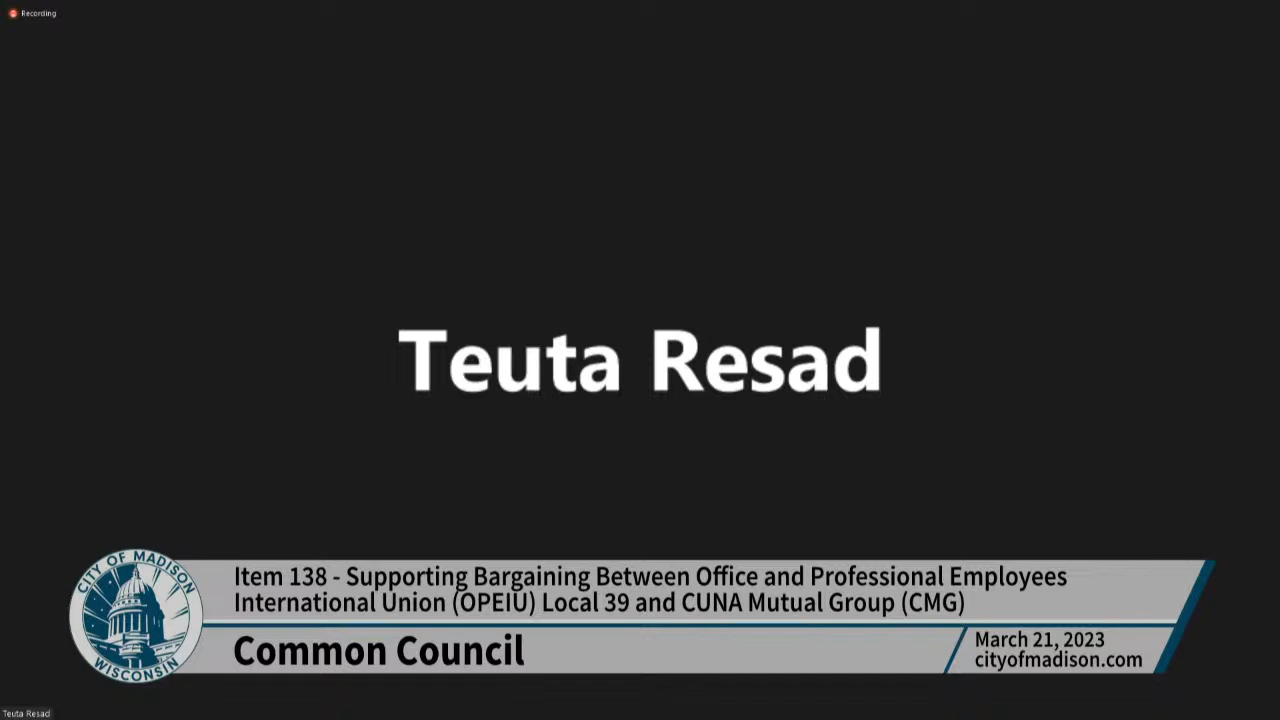 Recording
Teuta Resad
CITY OF MADISON
WISCONSIN
Item 138 - Supporting Bargaining Between Office and Professional Employees
International Union (OPEIU) Local 39 and CUNA Mutual Group (CMG)
Common Council
March 21, 2023
cityofmadison.com
Teuta Resad